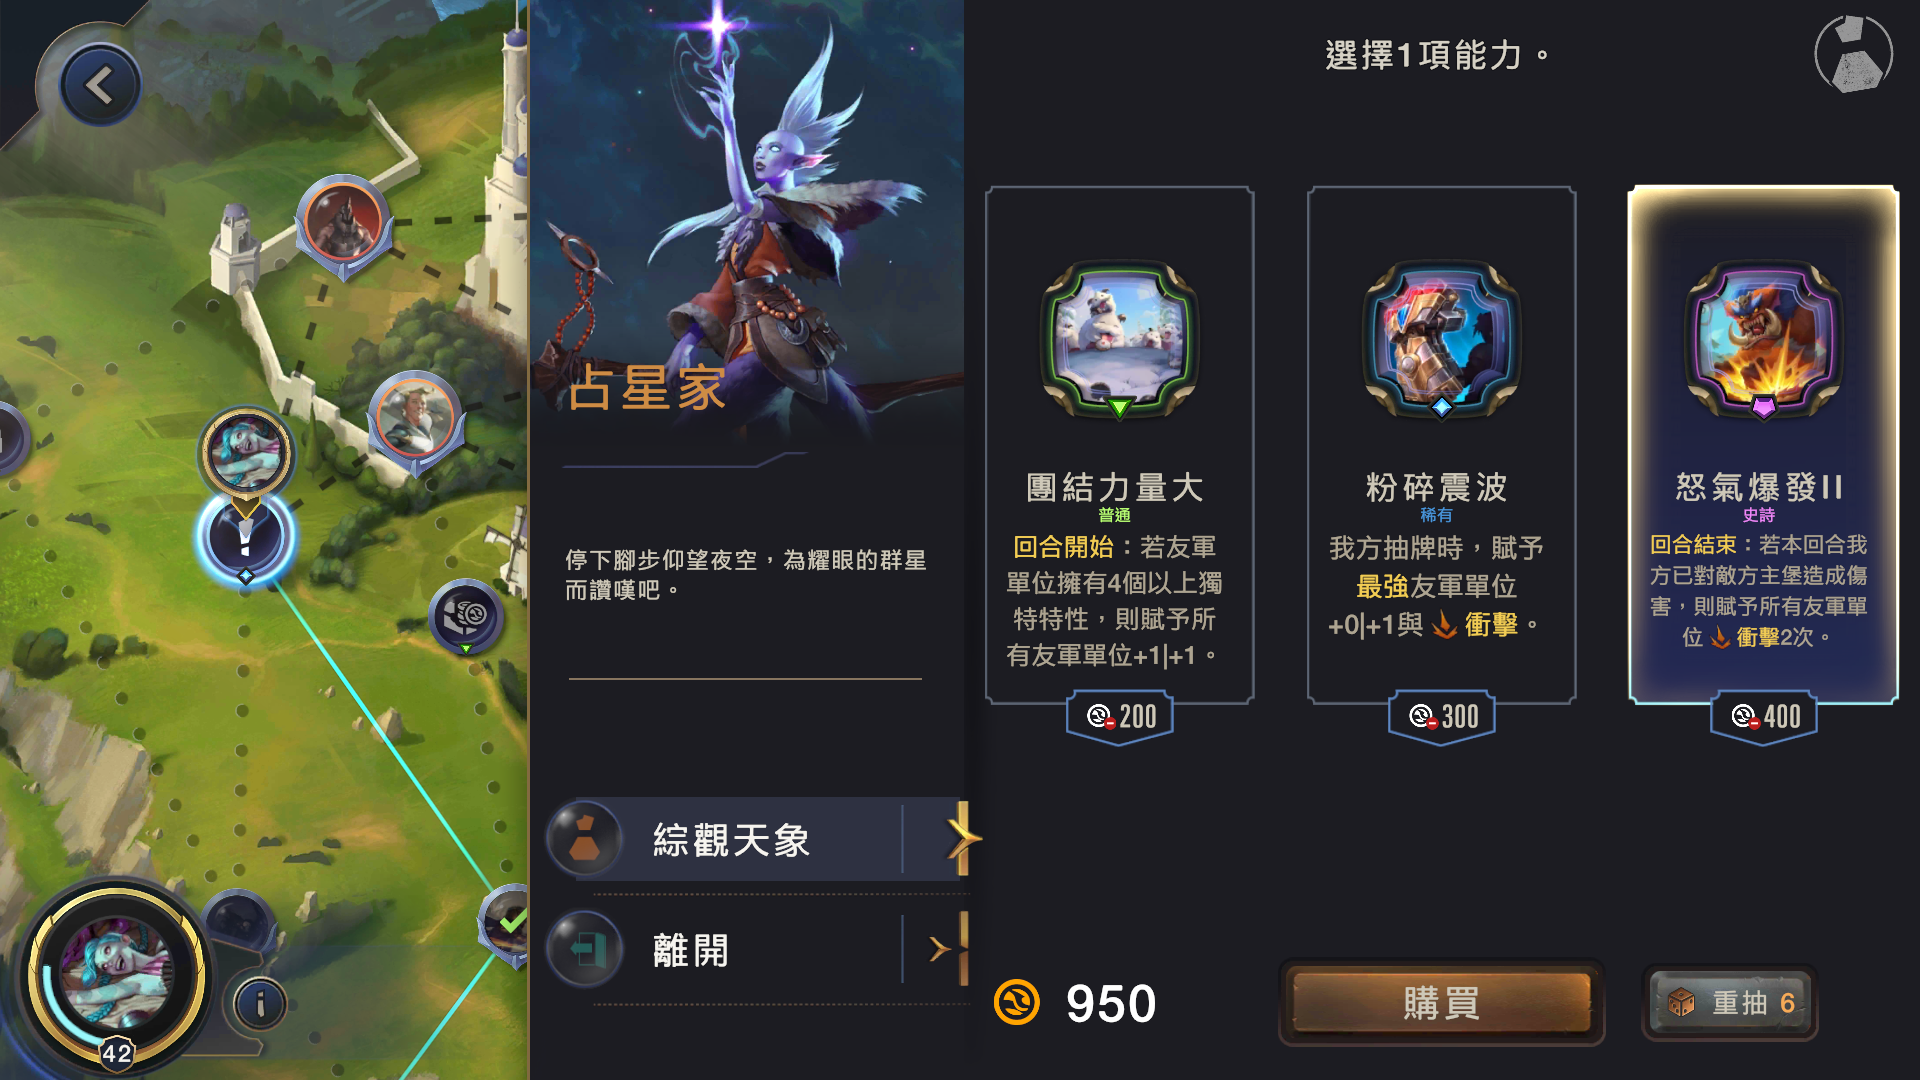 選擇1項能力。
占星家
停下腳步仰望夜空，為耀眼的群星
而讚嘆吧。
綜觀天象
離開
團結力量大
普通
回合開始：若友軍
單位擁有4個以上獨
特特性，則賦予所
有友軍單位+1|+1。
200
粉碎震波
稀有
我方抽牌時，賦予
最強友軍單位
+0|+1與 衝擊。
300
怒氣爆發II
史詩
回合結束：若本回合我
方已對敵方主堡造成傷
害，則賦予所有友軍單
位 衝擊2次。
400
950
購買
重抽 6
42